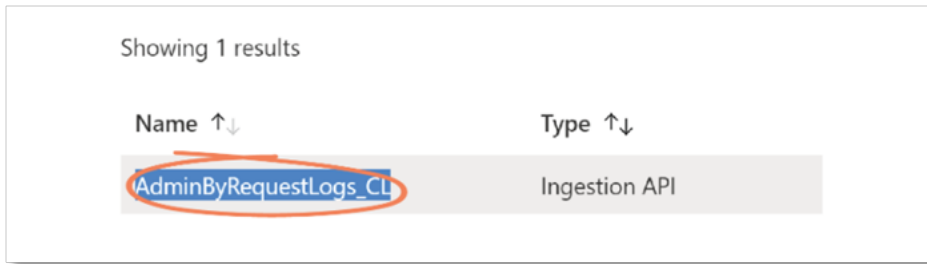 Showing 1 results
Name ↑↓ Type ↑↓
AdminByRequestLogs_CL Ingestion API